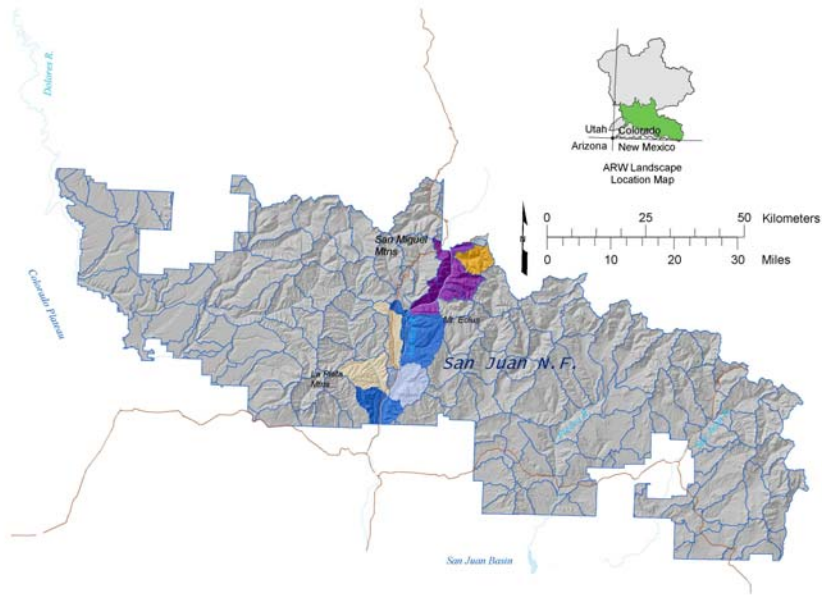 Dolores R.
Utah Colorado
Arizona New Mexico
ARW Landscape
Location Map
N
0 25 50 Kilometers
0 10 20 30 Miles
San Miguel
Mtns
Colorado Plateau
Mt. Eolus
San Juan N.F.
La Plata
Mtns
San Juan Basin